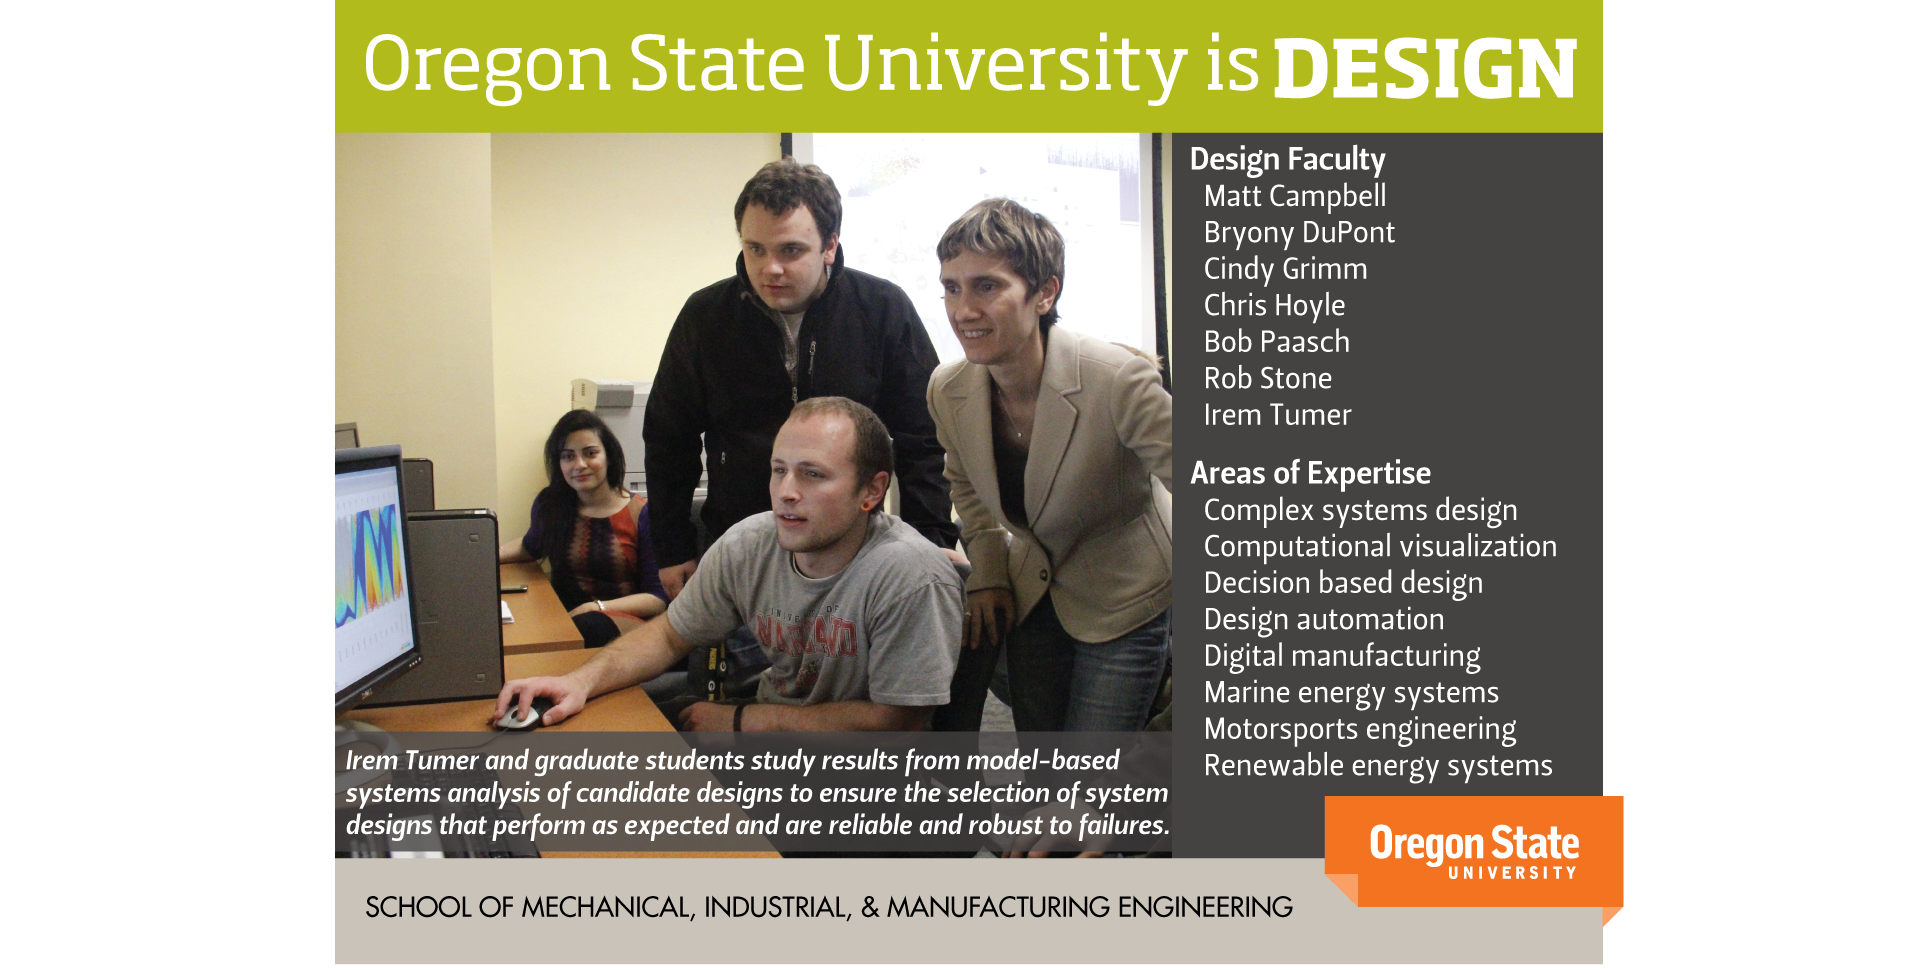 Oregon State University is DESIGN
Design Faculty
Matt Campbell
Bryony DuPont
Cindy Grimm
Chris Hoyle
Bob Paasch
Rob Stone
Irem Tumer
Areas of Expertise
Complex systems design
Computational visualization
Decision based design
Design automation
Digital manufacturing
Marine energy systems
Motorsports engineering
Renewable energy systems
UNIVERSITY OF
DELL
Irem Tumer and graduate students study results from model-based
systems analysis of candidate designs to ensure the selection of system
designs that perform as expected and are reliable and robust to failures.
Oregon State
UNIVERSITY
SCHOOL OF MECHANICAL, INDUSTRIAL, & MANUFACTURING ENGINEERING